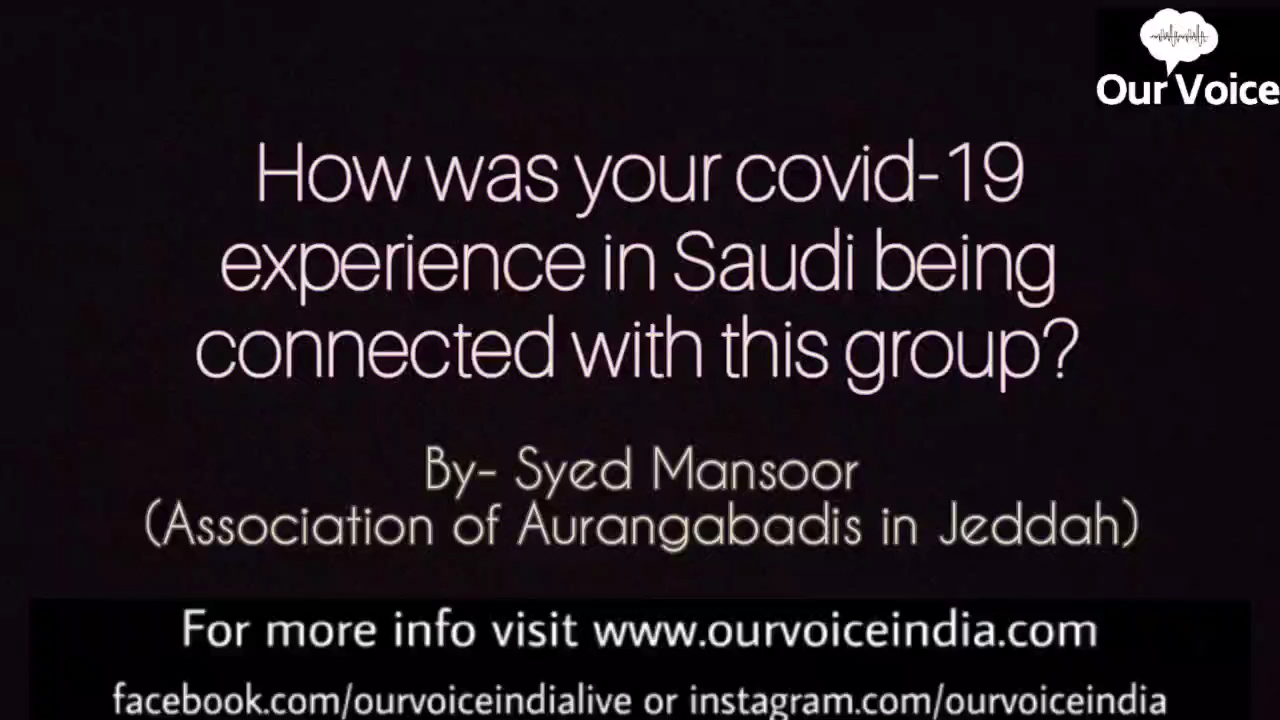 Our Voice
How was your covid-19
experience in Saudi being
connected with this group?
By- Syed Mansoor
(Association of Aurangabadis in Jeddah)
For more info visit www.ourvoiceindia.com
facebook.com/ourvoiceindialive or instagram.com/ourvoiceindia